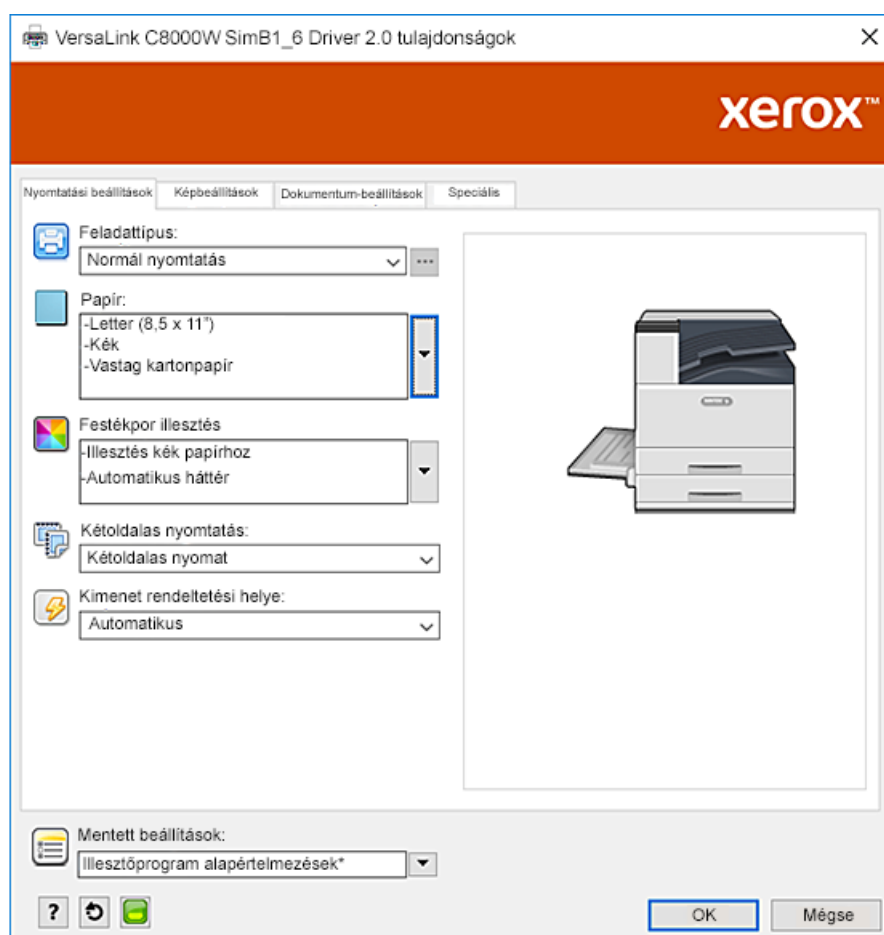 VersaLink C8000W SimB1_6 Driver 2.0 tulajdonságok
xerox™
Nyomtatási beállítások Képbeállítások Dokumentum-beállítások Speciális
Feladattípus:
Normál nyomtatás
Papír:
-Letter (8,5 x 11”)
-Kék
-Vastag kartonpapír
Festékpor illesztés
-Illesztés kék papírhoz
-Automatikus háttér
Kétoldalas nyomtatás:
Kétoldalas nyomat
Kimenet rendeltetési helye:
Automatikus
Mentett beállítások:
Illesztőprogram alapértelmezések*
?
OK Mégse